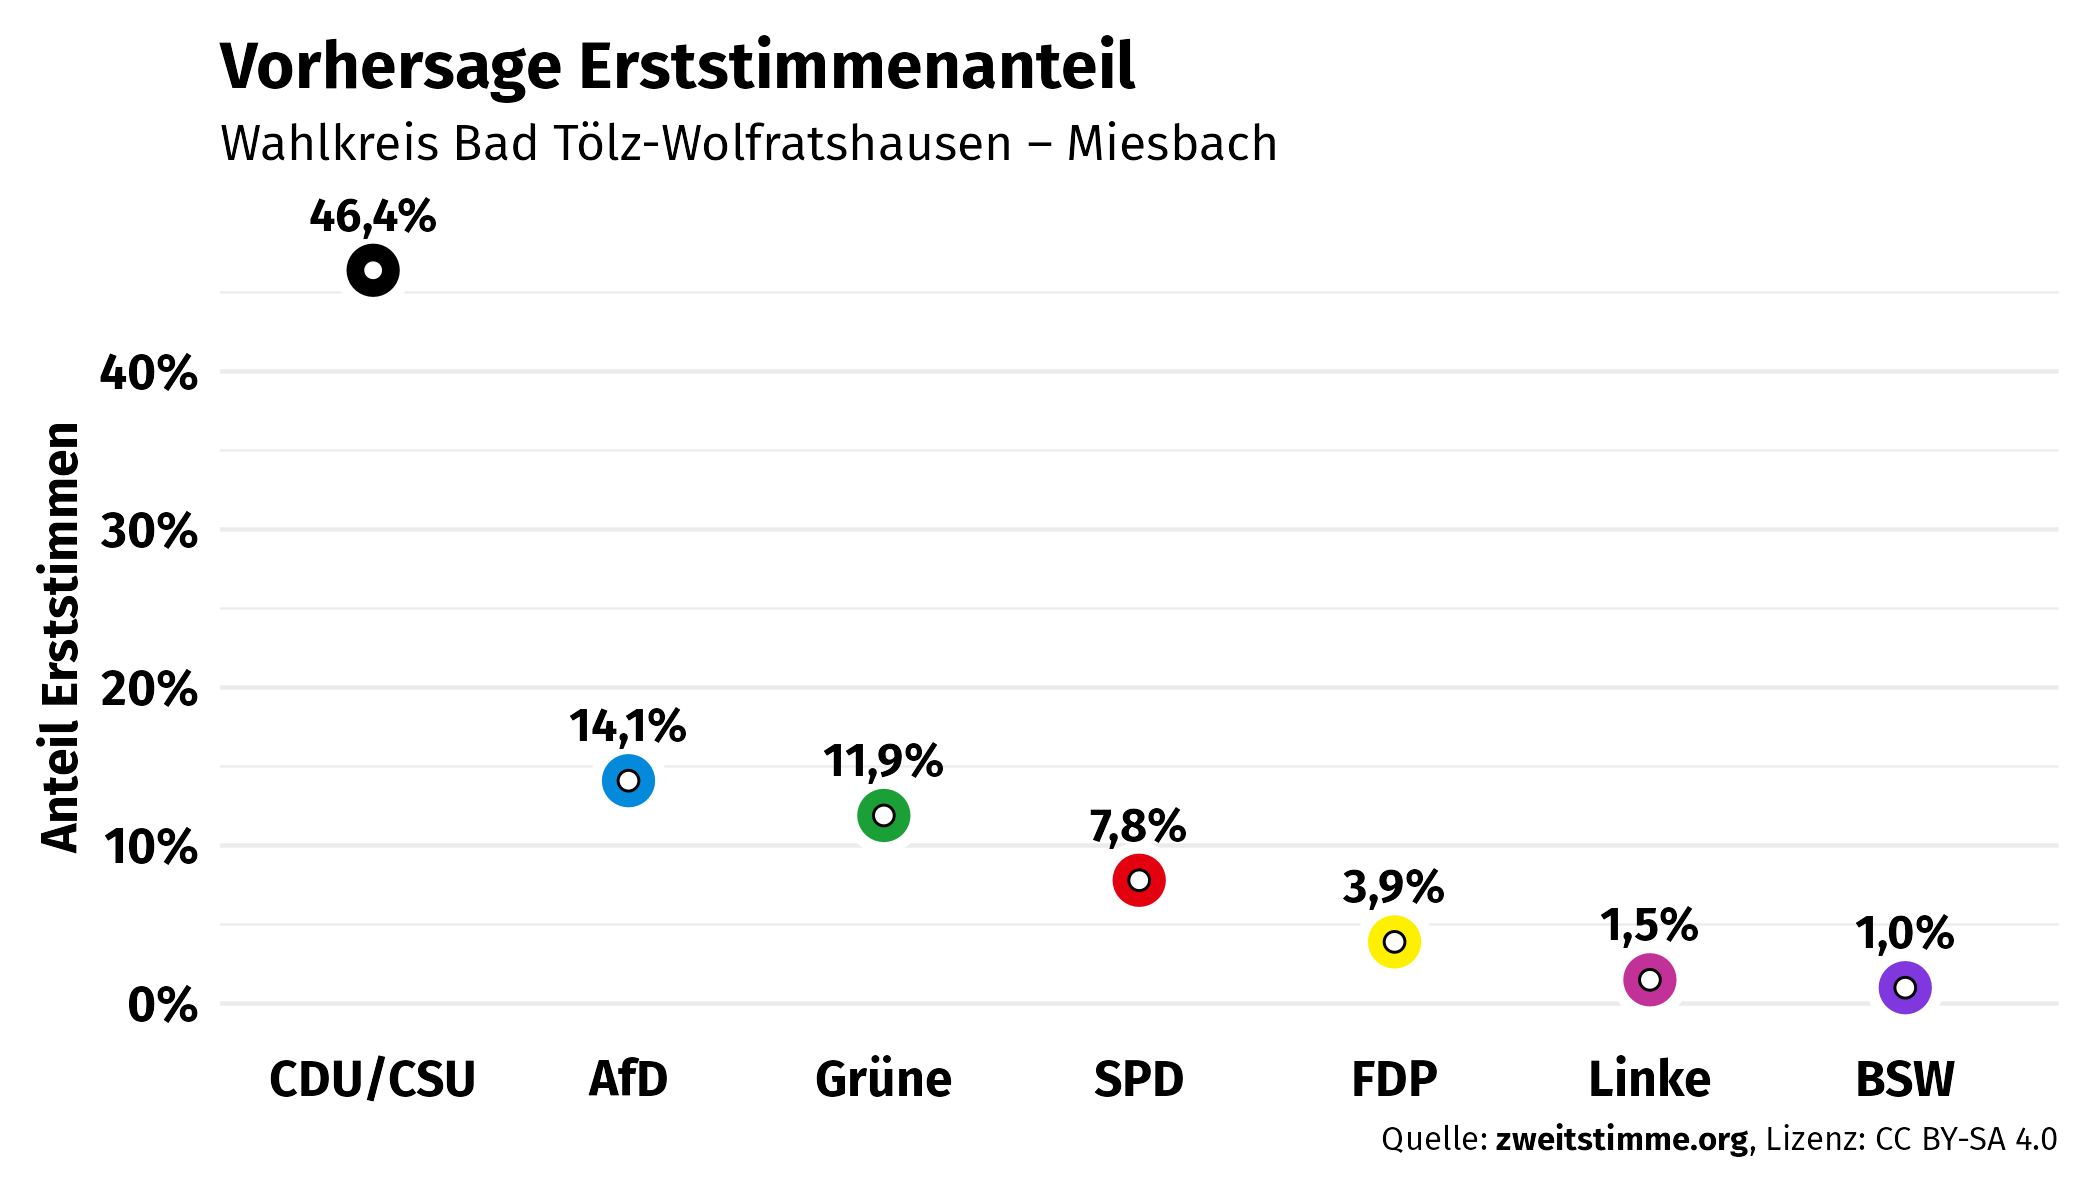 Vorhersage Erststimmenanteil
Wahlkreis Bad Tölz-Wolfratshausen – Miesbach
46,4%
40%
30%
20%
10%
0%
Anteil Erststimmen
14,1%
11,9%
7,8%
3,9%
1,5%
1,0%
CDU/CSU
AfD
Grüne
SPD
FDP
Linke
BSW
Quelle: zweitstimme.org, Lizenz: CC BY-SA 4.0